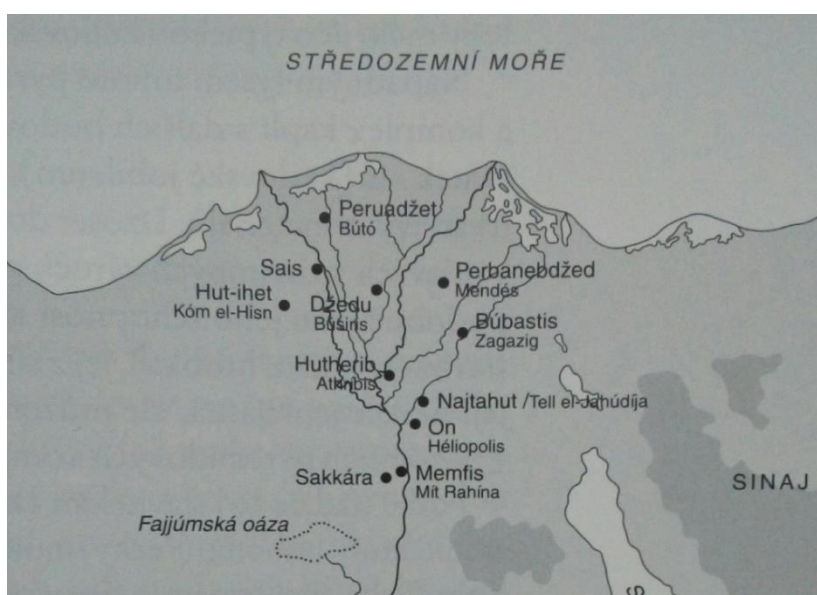 STŘEDOZEMNÍ MOŘE
Peruadžet
Bútó
Sais
Hut-ihet
Kóm el-Hisn
Džedu
Búsiris
Perbanebdžed
Mendés
Búbastis
Zagazig
Hutherib
Athribis
Najtahut /Tell el-Jahúdíja
On
Héliopolis
Sakkára
Memfis
Mít Rahína
SINAJ
Fajjúmská oáza